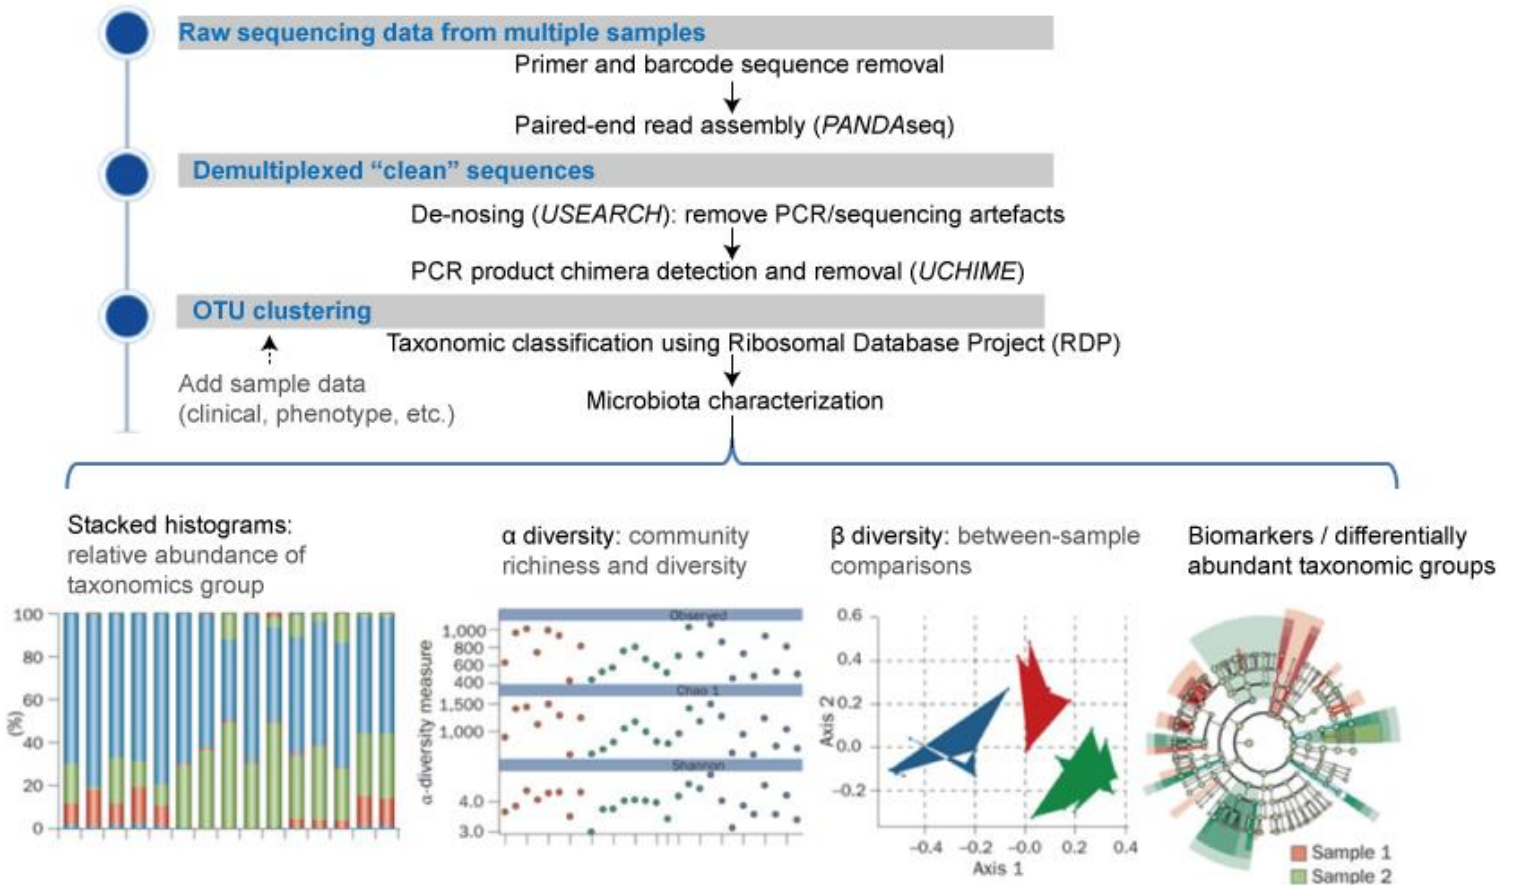 Raw sequencing data from multiple samples
Primer and barcode sequence removal
Paired-end read assembly (PANDAseq)
Demultiplexed “clean” sequences
De-nosing (USEARCH): remove PCR/sequencing artefacts
PCR product chimera detection and removal (UCHIME)
OTU clustering
Taxonomic classification using Ribosomal Database Project (RDP)
Add sample data
(clinical, phenotype, etc.)
Microbiota characterization
Stacked histograms:
relative abundance of
taxonomics group
100
80
60
40
20
0
(%)
α diversity: community
richiness and diversity
α-diversity measure
Observed
1,000
800
600
400
Chao 1
1.500
1,000
Shannon
4.0
3.0
β diversity: between-sample
comparisons
Axis 2
0.6
0.4
0.2
0.0
–0.2
–0.4 –0.2 –0.0 0.2 0.4
Axis 1
Biomarkers / differentially
abundant taxonomic groups
Sample 1
Sample 2